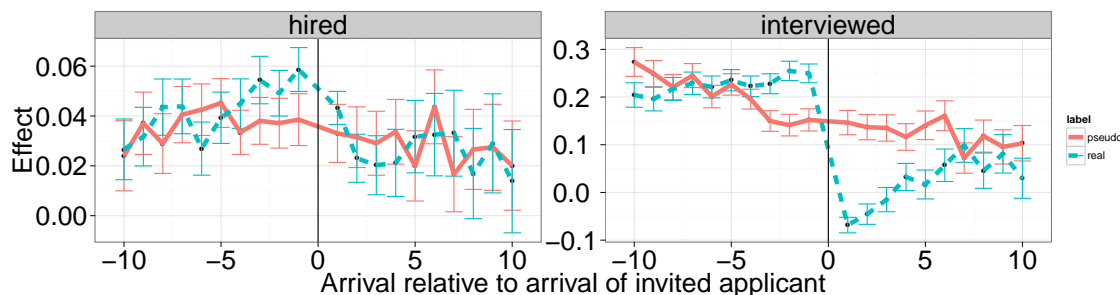 hired
interviewed
Effect
0.06
0.04
0.02
0.00
0.3
0.2
0.1
0.0
−0.1
−10 −5 0 5 10
−10 −5 0 5 10
Arrival relative to arrival of invited applicant
label
pseudo
real